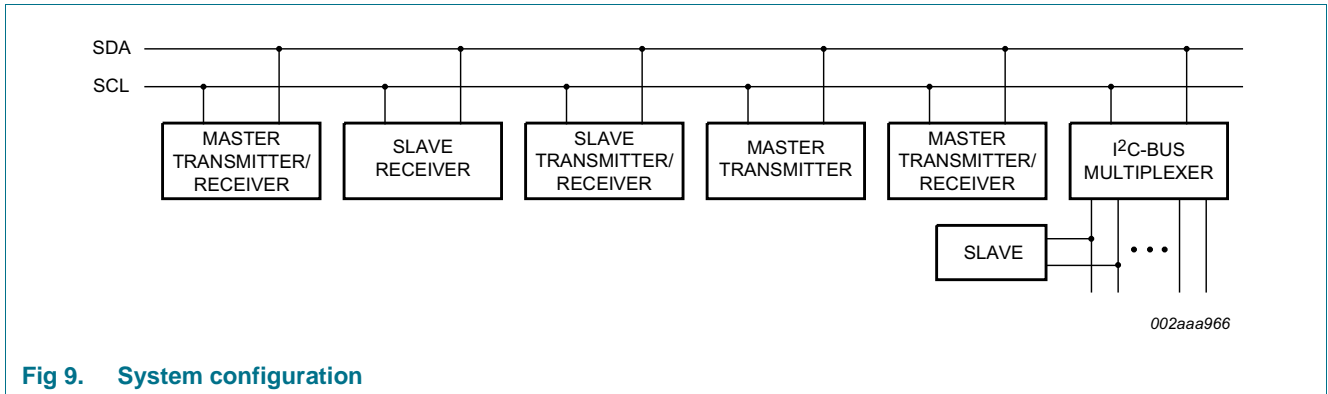 SDA
SCL
MASTER
TRANSMITTER/
RECEIVER
SLAVE
RECEIVER
SLAVE
TRANSMITTER/
RECEIVER
MASTER
TRANSMITTER
MASTER
TRANSMITTER/
RECEIVER
I²C-BUS
MULTIPLEXER
SLAVE
002aaa966
Fig 9. System configuration